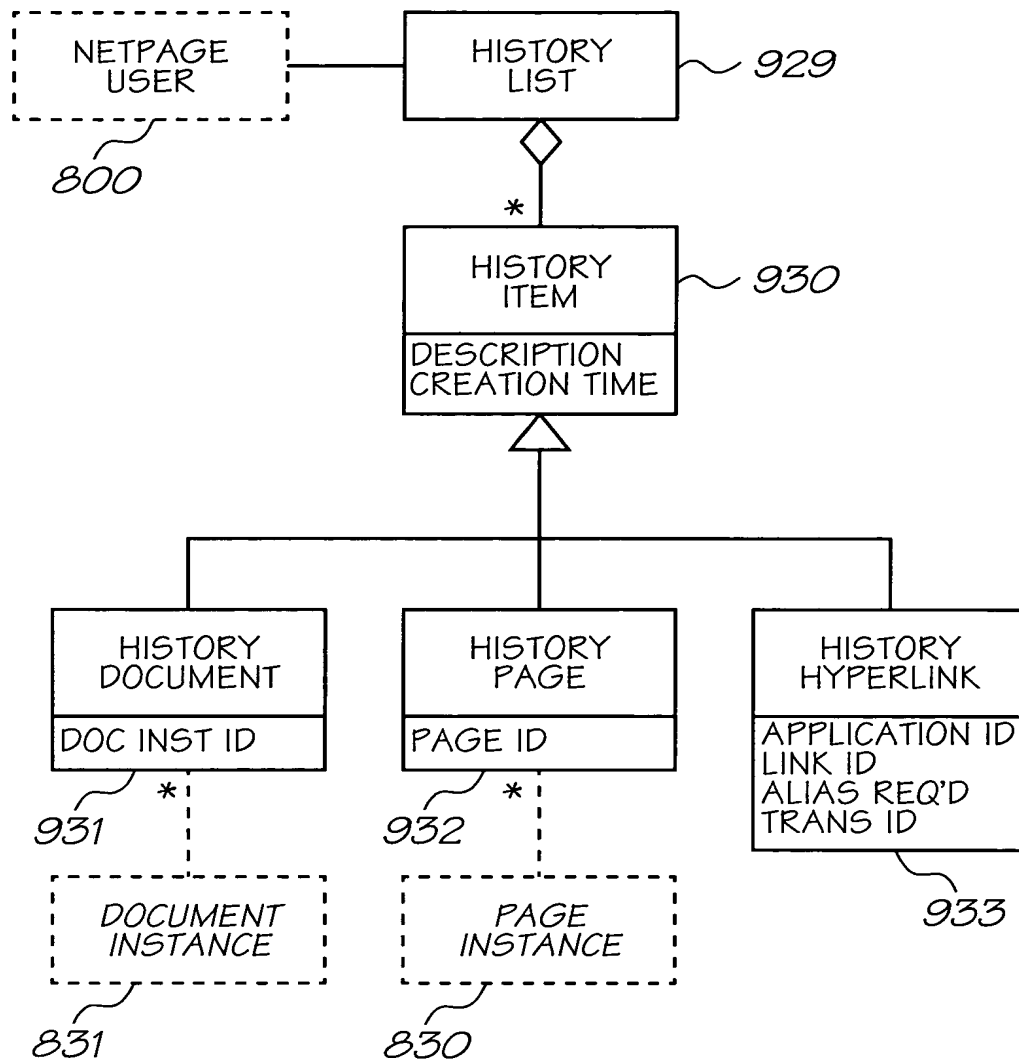 NETPAGE
USER
800
HISTORY
LIST
929
*
HISTORY
ITEM
930
DESCRIPTION
CREATION TIME
HISTORY
DOCUMENT
DOC INST ID
931
*
HISTORY
PAGE
PAGE ID
932
*
HISTORY
HYPERLINK
APPLICATION ID
LINK ID
ALIAS REQ'D
TRANS ID
933
DOCUMENT
INSTANCE
831
PAGE
INSTANCE
830